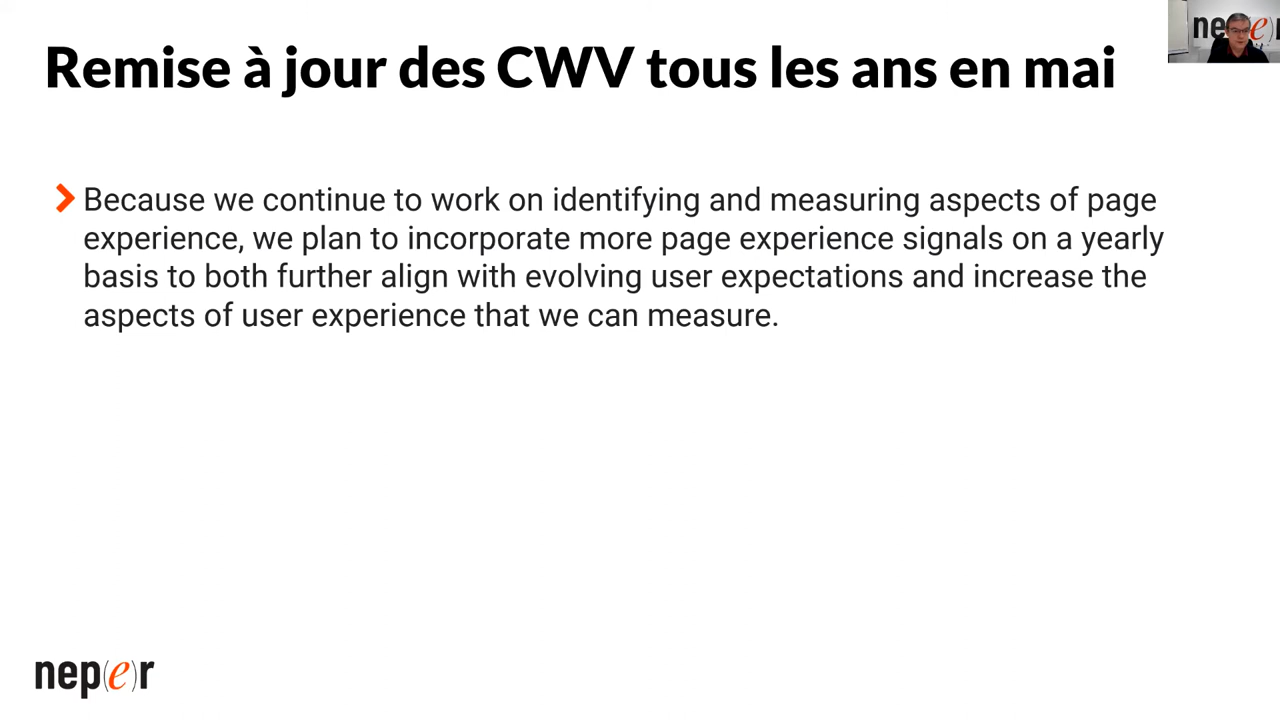 Remise à jour des CWV tous les ans en mai
Because we continue to work on identifying and measuring aspects of page
experience, we plan to incorporate more page experience signals on a yearly
basis to both further align with evolving user expectations and increase the
aspects of user experience that we can measure.
nep(e)r